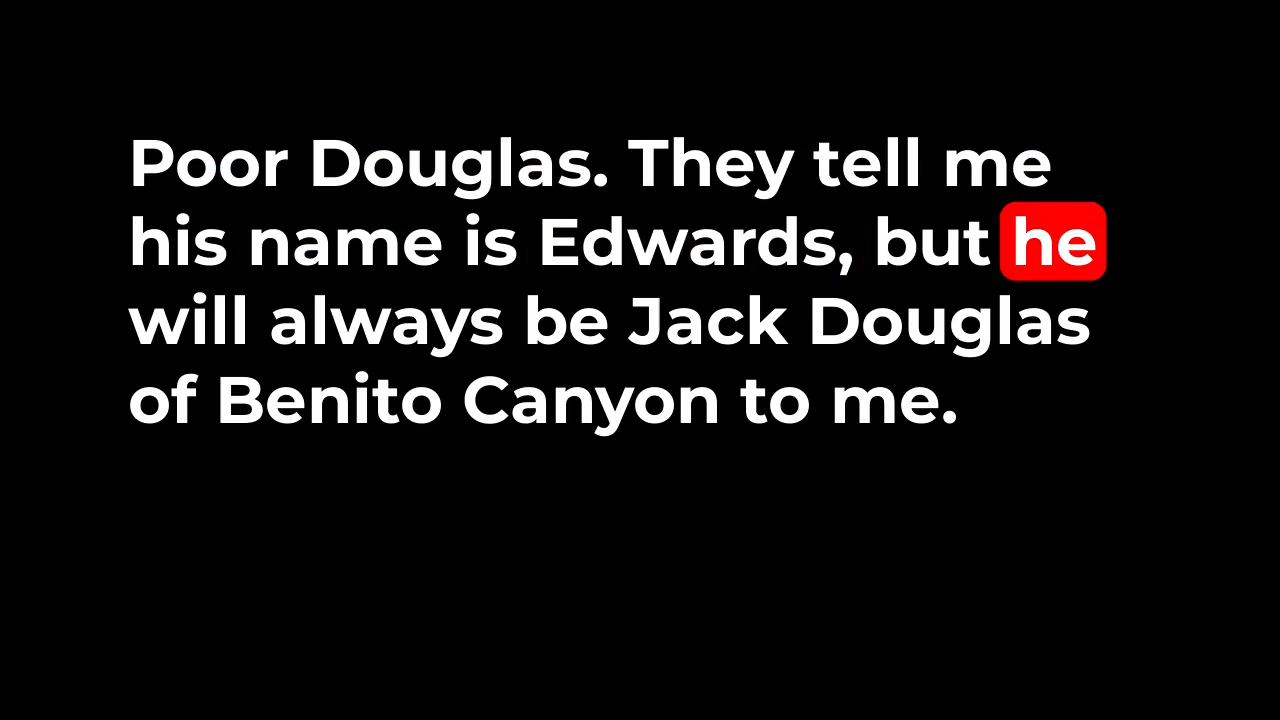 Poor Douglas. They tell me
his name is Edwards, but he
will always be Jack Douglas
of Benito Canyon to me.